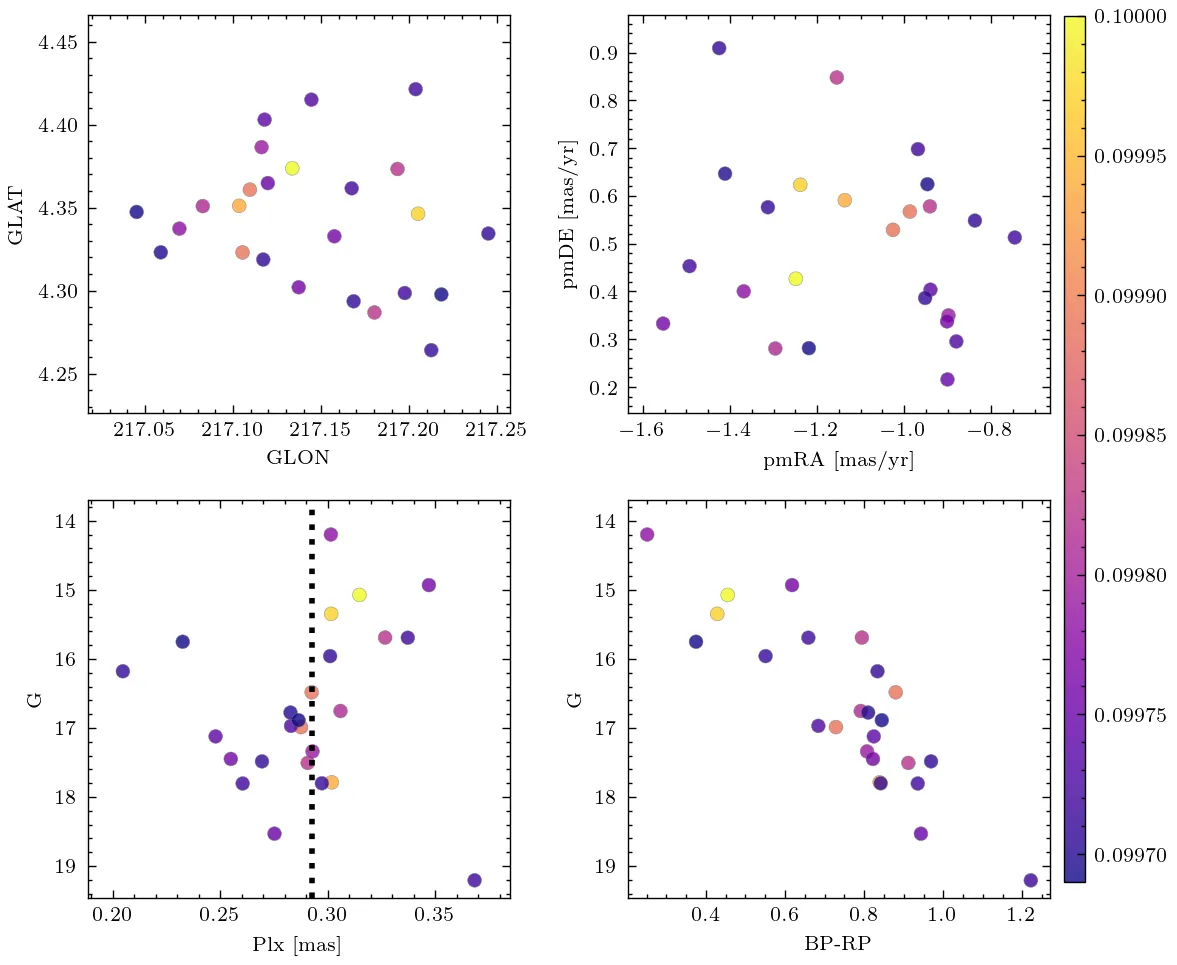 4.45
4.40
4.35
4.30
4.25
GLAT
217.05 217.10 217.15 217.20 217.25
GLON
0.9
0.8
0.7
0.6
0.5
0.4
0.3
0.2
pmDE [mas/yr]
−1.6 −1.4 −1.2 −1.0 −0.8
pmRA [mas/yr]
0.10000
0.09995
0.09990
0.09985
0.09980
0.09975
0.09970
14
15
16
17
18
19
G
0.20 0.25 0.30 0.35
Plx [mas]
14
15
16
17
18
19
G
0.4 0.6 0.8 1.0 1.2
BP-RP